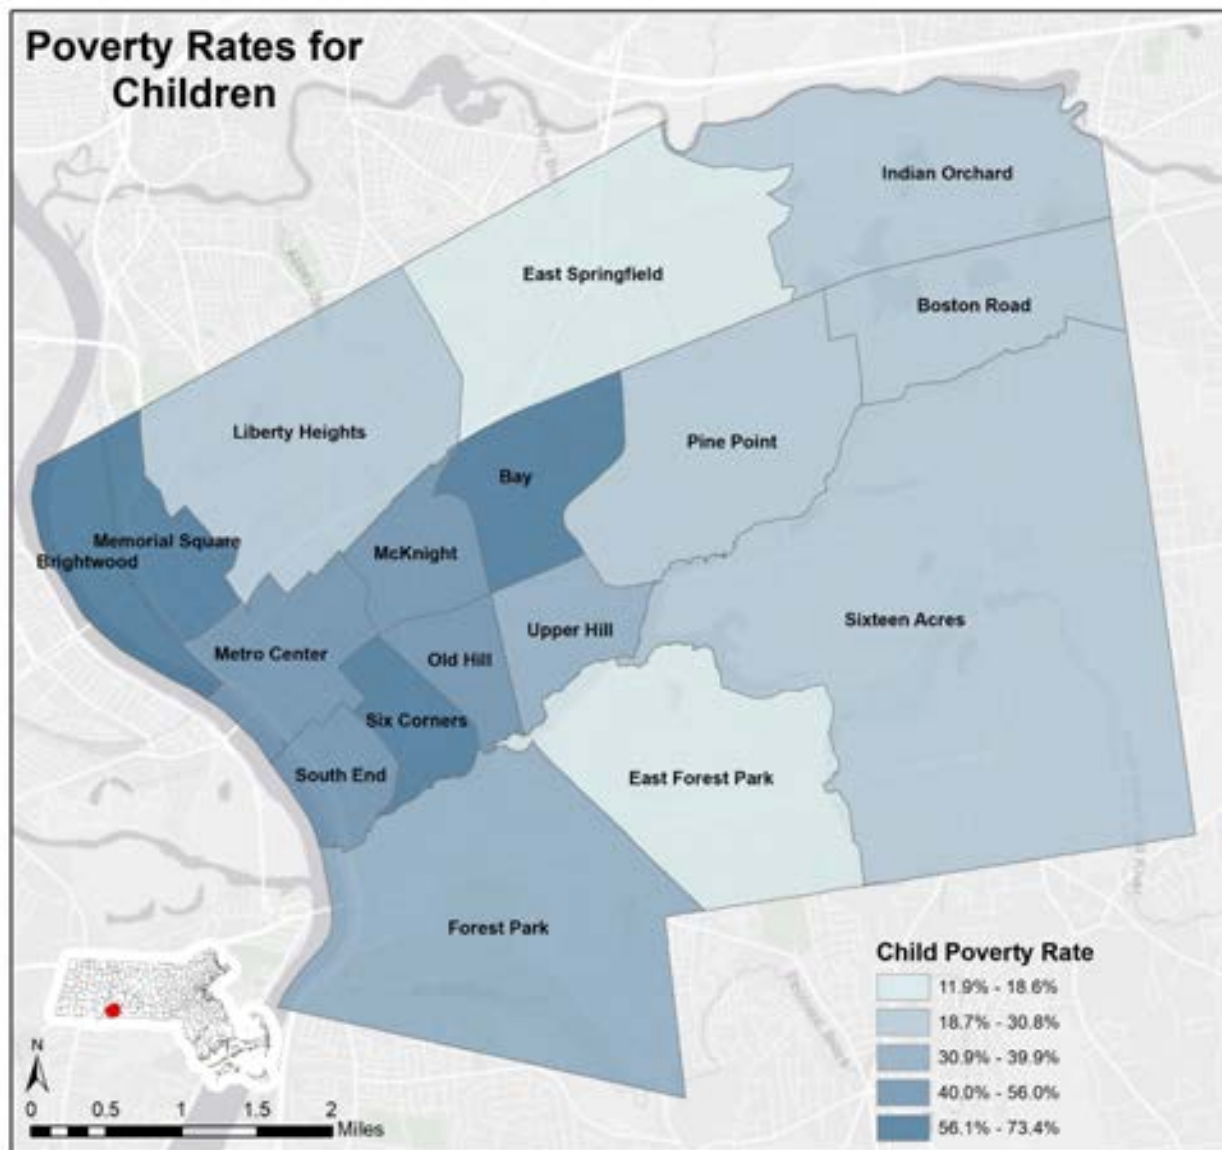 Poverty Rates for
Children
Indian Orchard
East Springfield
Boston Road
Liberty Heights
Pine Point
Bay
Memorial Square
Brightwood
McKnight
Sixteen Acres
Upper Hill
Metro Center
Old Hill
Six Corners
South End
East Forest Park
Forest Park
Child Poverty Rate
11.9% - 18.6%
18.7% - 30.8%
30.9% - 39.9%
40.0% - 56.0%
56.1% - 73.4%
N
0 0.5 1 1.5 2
Miles